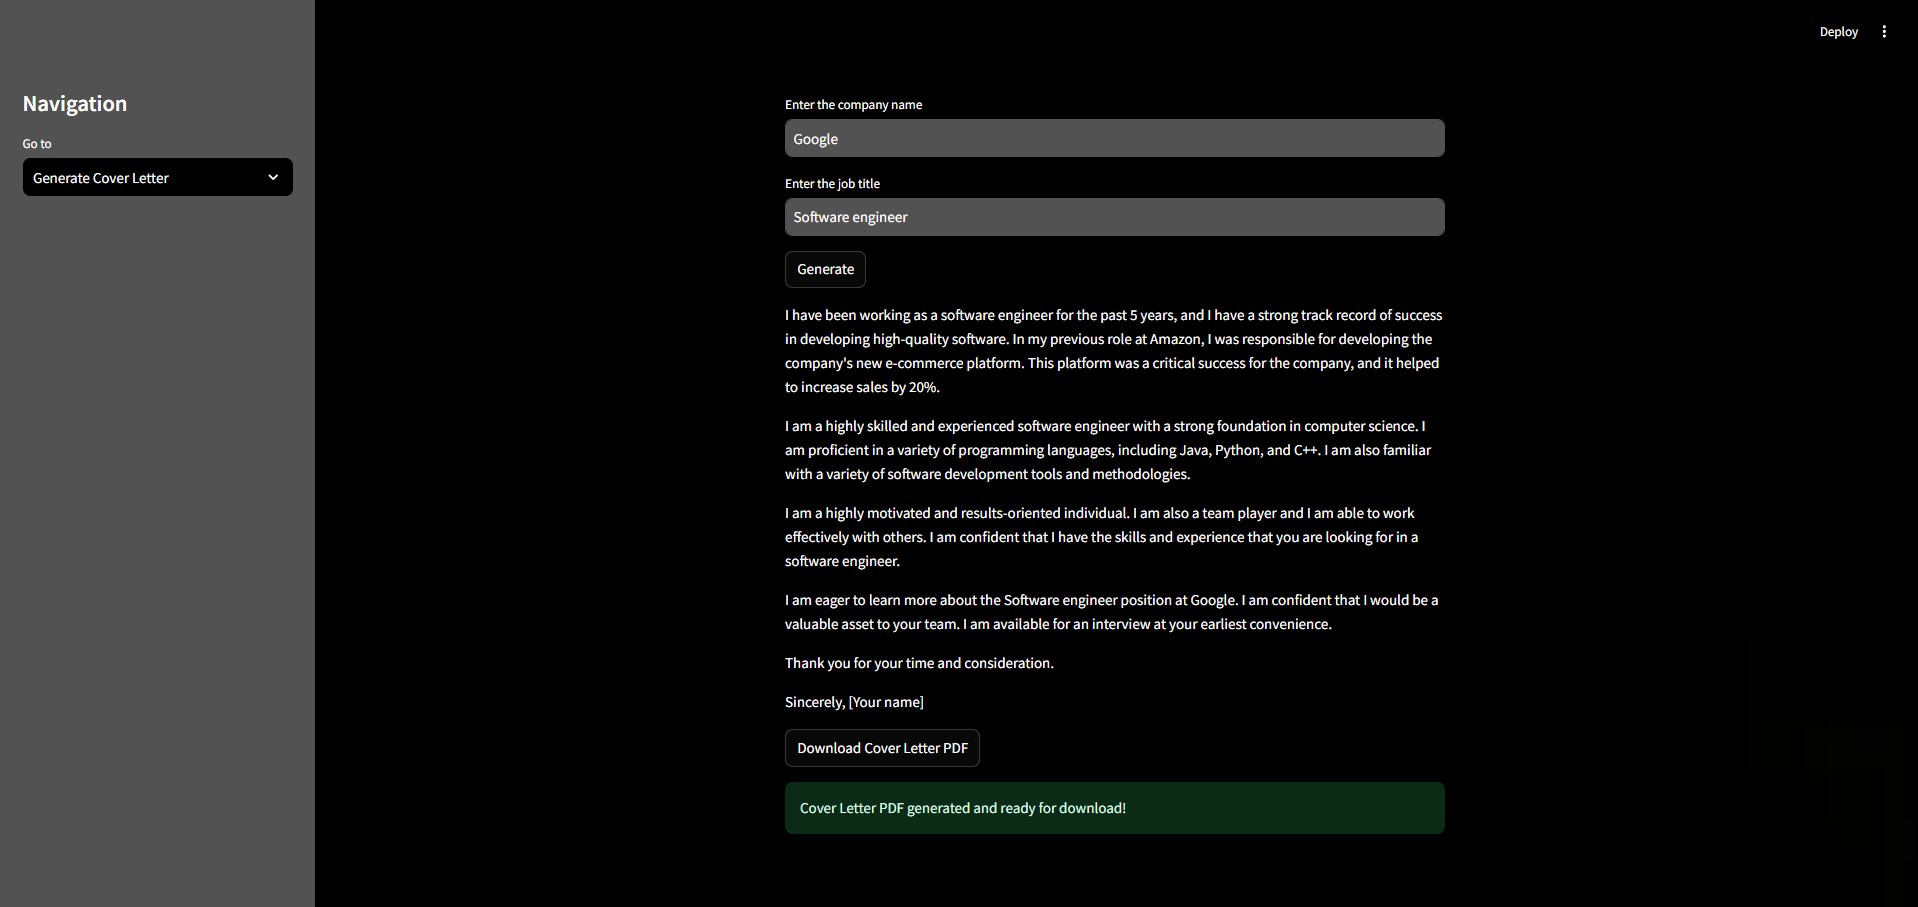 Deploy
Navigation
Go to
Generate Cover Letter
Enter the company name
Google
Enter the job title
Software engineer
Generate
I have been working as a software engineer for the past 5 years, and I have a strong track record of success
in developing high-quality software. In my previous role at Amazon, I was responsible for developing the
company's new e-commerce platform. This platform was a critical success for the company, and it helped
to increase sales by 20%.
I am a highly skilled and experienced software engineer with a strong foundation in computer science. I
am proficient in a variety of programming languages, including Java, Python, and C++. I am also familiar
with a variety of software development tools and methodologies.
I am a highly motivated and results-oriented individual. I am also a team player and I am able to work
effectively with others. I am confident that I have the skills and experience that you are looking for in a
software engineer.
I am eager to learn more about the Software engineer position at Google. I am confident that I would be a
valuable asset to your team. I am available for an interview at your earliest convenience.
Thank you for your time and consideration.
Sincerely, [Your name]
Download Cover Letter PDF
Cover Letter PDF generated and ready for download!